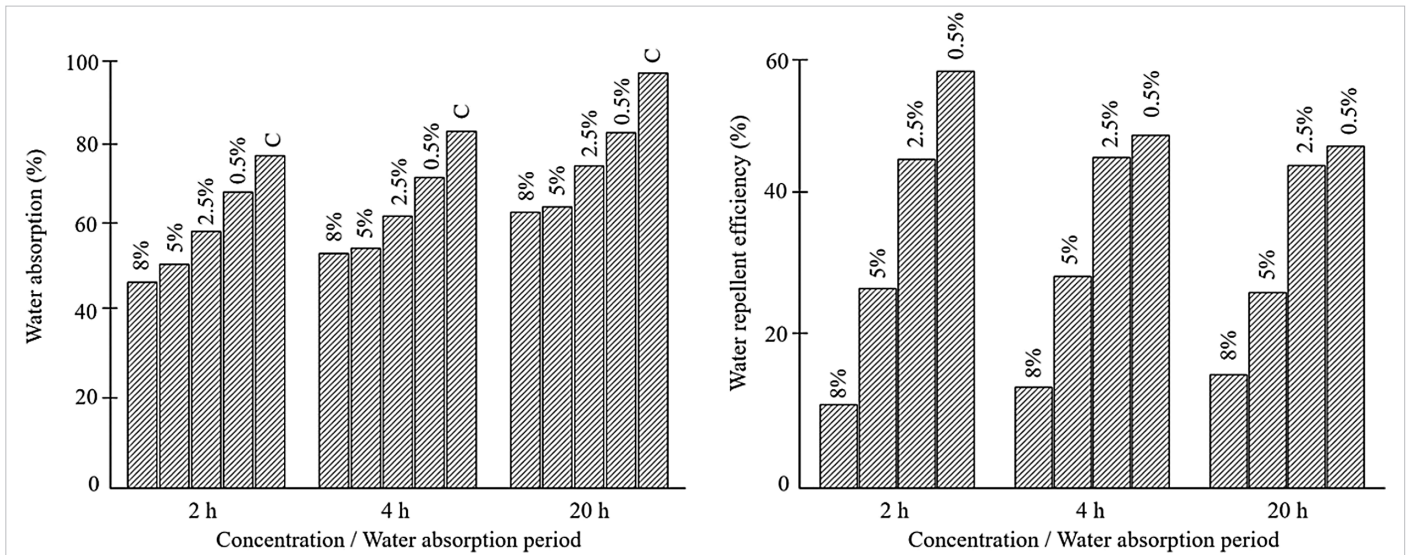 Water absorption (%)
100
80
60
40
20
0
8%
5%
2.5%
0.5%
C
8%
5%
2.5%
0.5%
C
8%
5%
2.5%
0.5%
C
2 h
4 h
20 h
Concentration / Water absorption period
Water repellent efficiency (%)
60
40
20
0
8%
5%
2.5%
0.5%
8%
5%
2.5%
0.5%
8%
5%
2.5%
0.5%
2 h
4 h
20 h
Concentration / Water absorption period